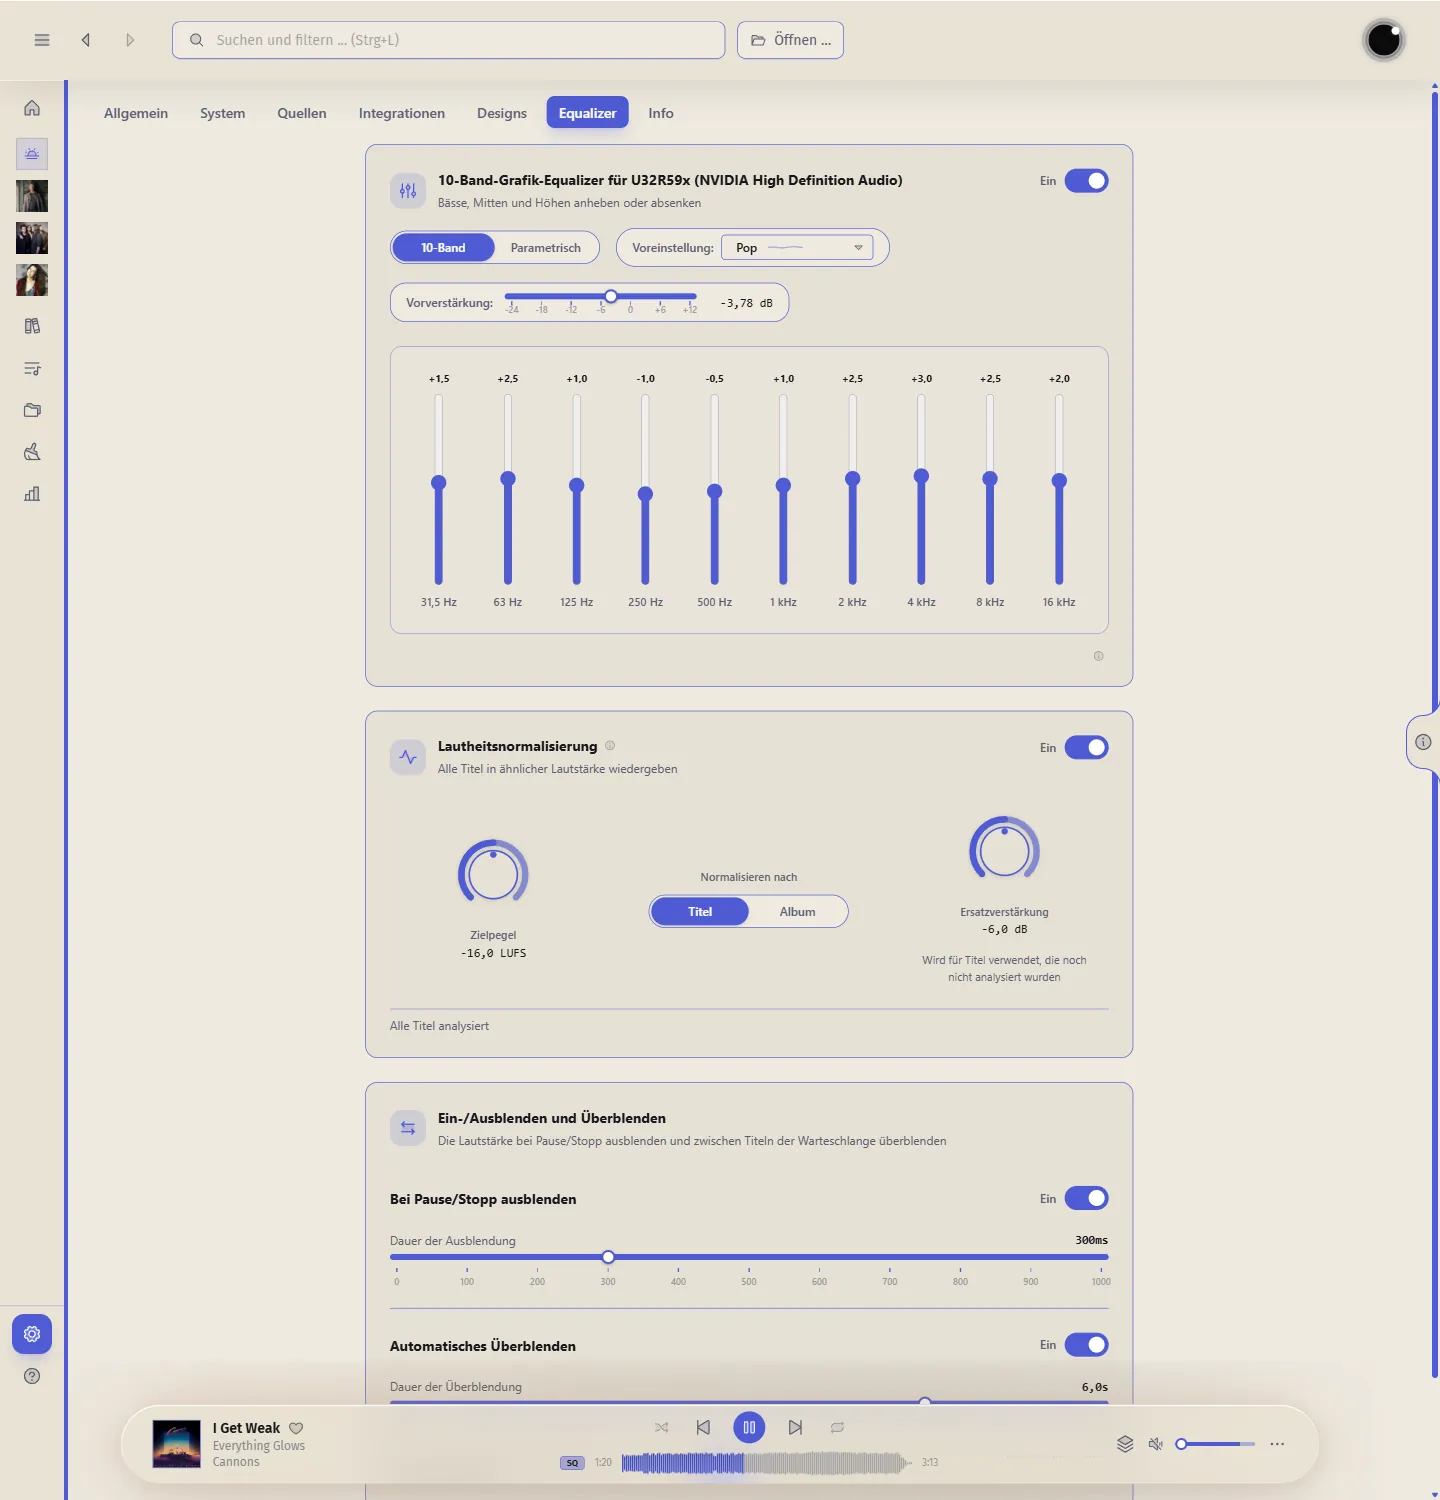 Suchen und filtern ... (Strg+L)
Öffnen ...
Allgemein
System
Quellen
Integrationen
Designs
Equalizer
Info
10-Band-Grafik-Equalizer für U32R59x (NVIDIA High Definition Audio)
Ein
Bässe, Mitten und Höhen anheben oder absenken
10-Band
Parametrisch
Voreinstellung:
Pop
Vorverstärkung:
-3,78 dB
-24 -18 -12 -6 0 +6 +12
+1,5 +2,5 +1,0 -1,0 -0,5 +1,0 +2,5 +3,0 +2,5 +2,0
31,5 Hz 63 Hz 125 Hz 250 Hz 500 Hz 1 kHz 2 kHz 4 kHz 8 kHz 16 kHz
Lautheitsnormalisierung
Ein
Alle Titel in ähnlicher Lautstärke wiedergeben
Zielpegel
-16,0 LUFS
Normalisieren nach
Titel
Album
Ersatzverstärkung
-6,0 dB
Wird für Titel verwendet, die noch
nicht analysiert wurden
Alle Titel analysiert
Ein-/Ausblenden und Überblenden
Die Lautstärke bei Pause/Stopp ausblenden und zwischen Titeln der Warteschlange überblenden
Bei Pause/Stopp ausblenden
Ein
Dauer der Ausblendung
300ms
0 100 200 300 400 500 600 700 800 900 1000
Automatisches Überblenden
Ein
Dauer der Überblendung
6,0s
I Get Weak
Everything Glows
Cannons
SQ
1:20
3:13